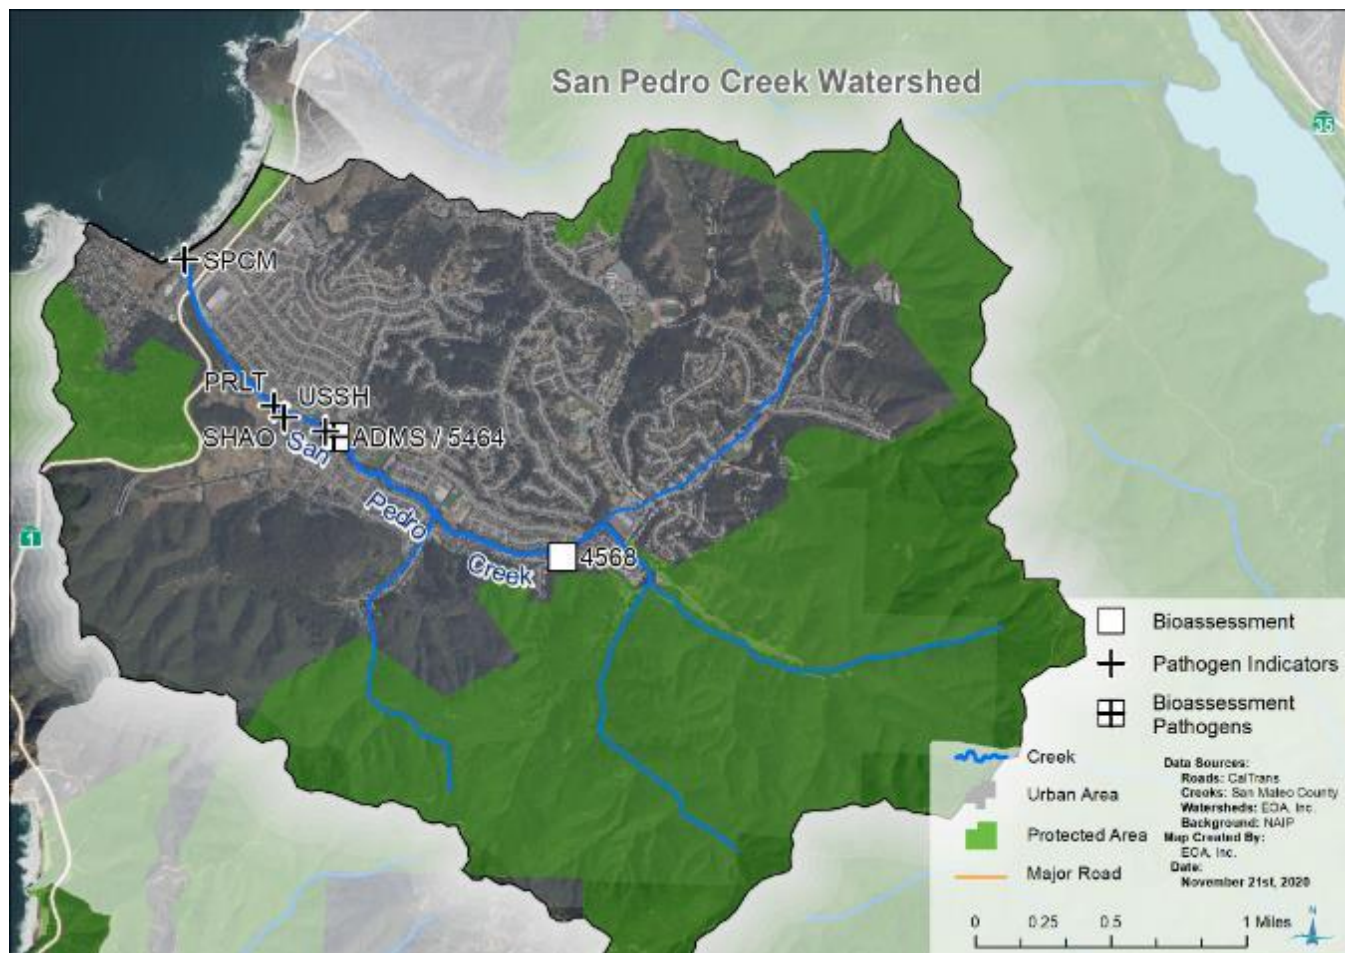 San Pedro Creek Watershed
35
SPCM
PRLT
USSH
SHAO
San
ADMS / 5464
Pedro
Creek
4568
1
Bioassessment
Pathogen Indicators
Bioassessment
Pathogens
Creek
Urban Area
Protected Area
Major Road
Data Sources:
Roads: CalTrans
Creeks: San Mateo County
Watersheds: EOA, Inc.
Background: NAIP
Map Created By:
EOA, Inc.
Date:
November 21st, 2020
0 0.25 0.5 1 Miles
N